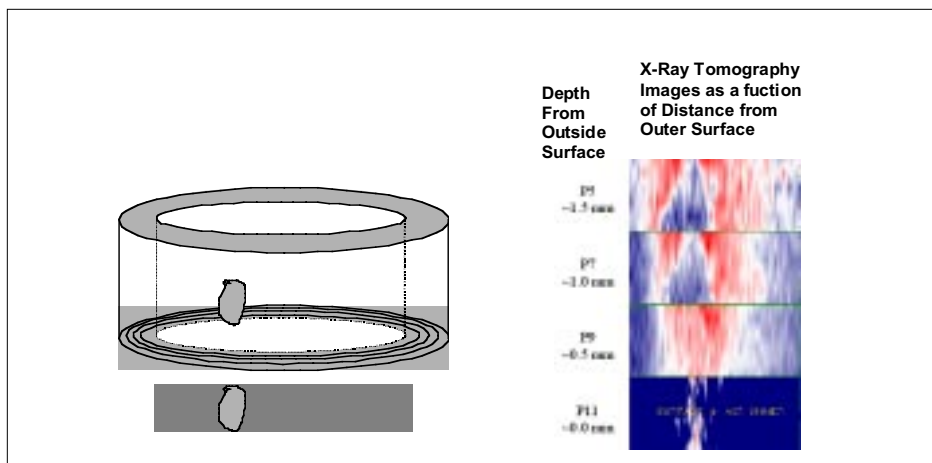 X-Ray Tomography
Images as a fuction
of Distance from
Outer Surface
Depth
From
Outside
Surface
P5
~1.5 mm
P7
~1.0 mm
P9
~0.5 mm
P11
~0.0 mm